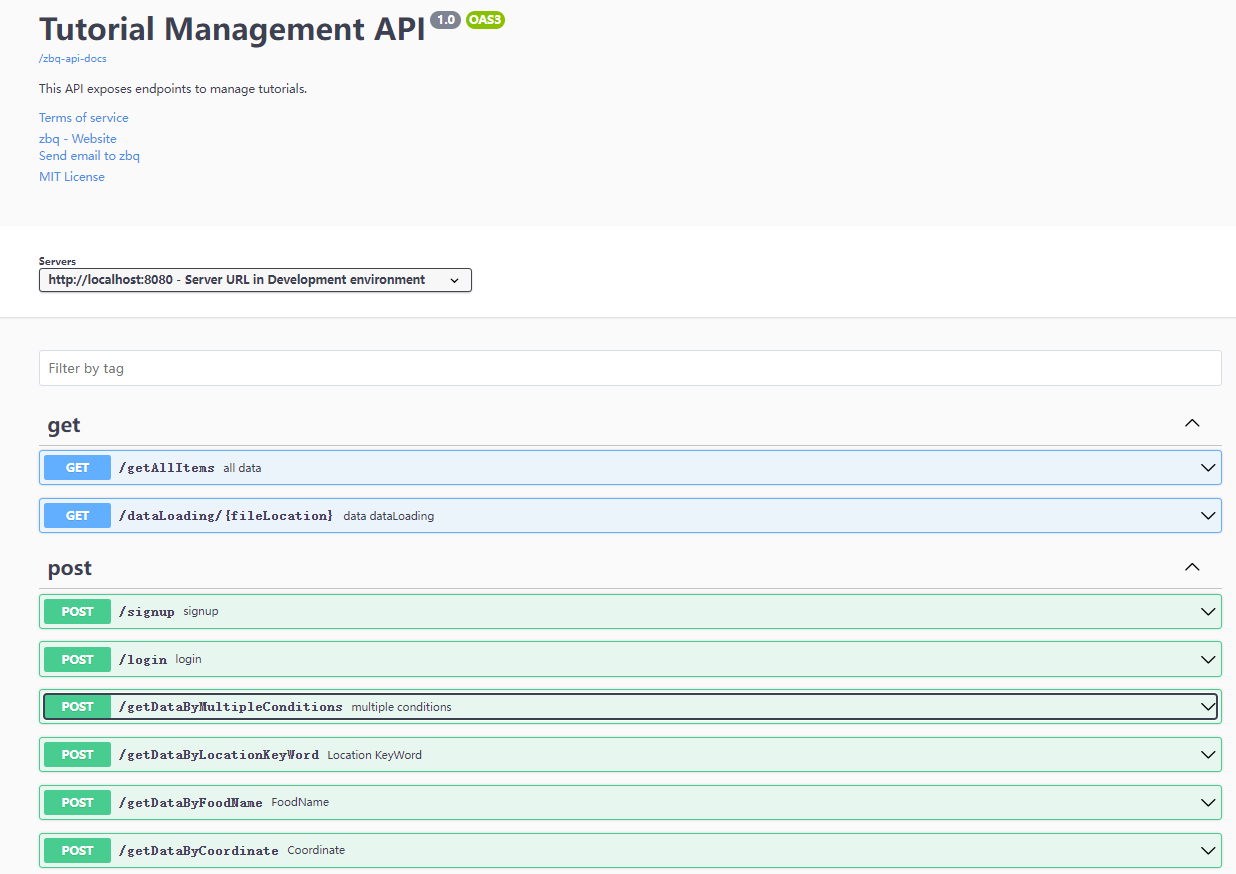 Tutorial Management API 1.0 OAS3
/zbq-api-docs
This API exposes endpoints to manage tutorials.
Terms of service
zbq - Website
Send email to zbq
MIT License
Servers
http://localhost:8080 - Server URL in Development environment
Filter by tag
get
GET /getAllItems all data
GET /dataLoading/{fileLocation} data dataLoading
post
POST /signup signup
POST /login login
POST /getDataByMultipleConditions multiple conditions
POST /getDataByLocationKeyWord Location KeyWord
POST /getDataByFoodName FoodName
POST /getDataByCoordinate Coordinate